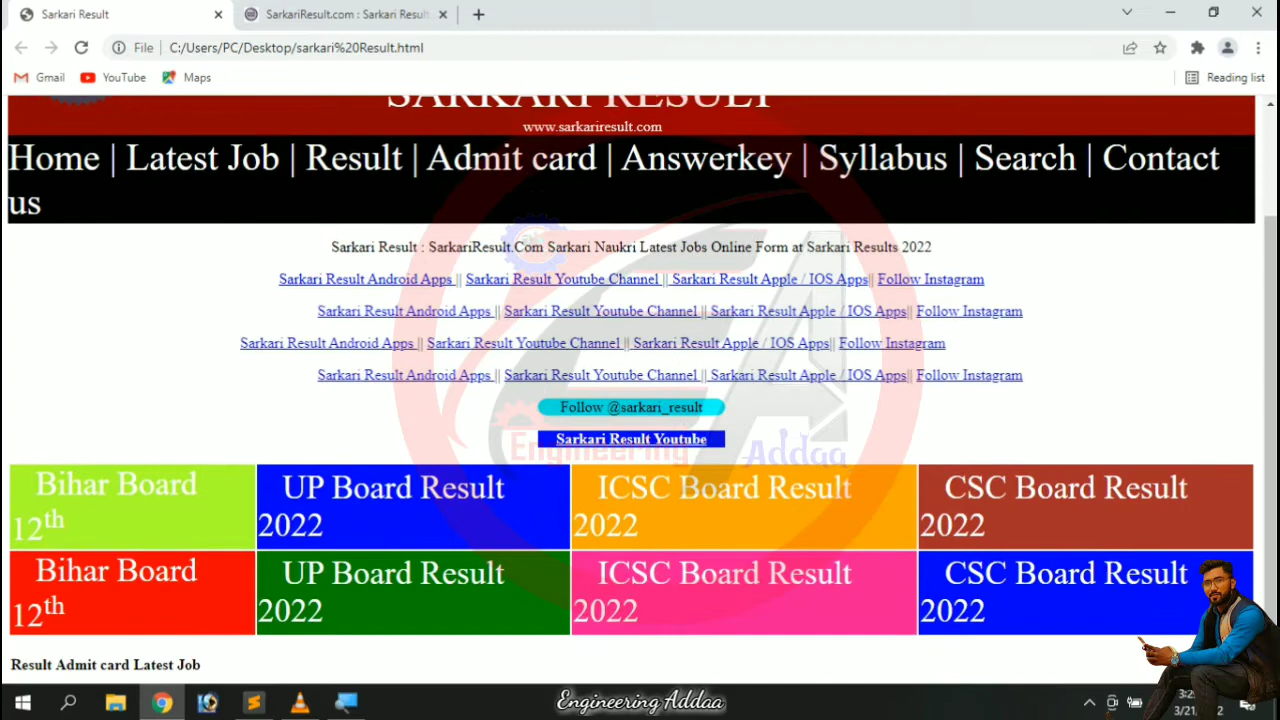 Sarkari Result
SarkariResult.com : Sarkari Result
File
C:/Users/PC/Desktop/sarkari%20Result.html
Gmail
YouTube
Maps
Reading list
SARKARI RESULT
www.sarkariresult.com
Home | Latest Job | Result | Admit card | Answerkey | Syllabus | Search | Contact
us
Sarkari Result : SarkariResult.Com Sarkari Naukri Latest Jobs Online Form at Sarkari Results 2022
Sarkari Result Android Apps || Sarkari Result Youtube Channel || Sarkari Result Apple / IOS Apps|| Follow Instagram
Sarkari Result Android Apps || Sarkari Result Youtube Channel || Sarkari Result Apple / IOS Apps|| Follow Instagram
Sarkari Result Android Apps || Sarkari Result Youtube Channel || Sarkari Result Apple / IOS Apps|| Follow Instagram
Sarkari Result Android Apps || Sarkari Result Youtube Channel || Sarkari Result Apple / IOS Apps|| Follow Instagram
Follow @sarkari_result
Sarkari Result Youtube
Engineering Addaa
Bihar Board
12th
UP Board Result
2022
ICSC Board Result
2022
CSC Board Result
2022
Bihar Board
12th
UP Board Result
2022
ICSC Board Result
2022
CSC Board Result
2022
Result Admit card Latest Job
Engineering Addaa